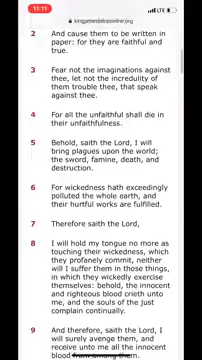 11:11
kingjamesbibleonline.org
2 And cause them to be written in
paper: for they are faithful and
true.
3 Fear not the imaginations against
thee, let not the incredulity of
them trouble thee, that speak
against thee.
4 For all the unfaithful shall die in
their unfaithfulness.
5 Behold, saith the Lord, I will
bring plagues upon the world;
the sword, famine, death, and
destruction.
6 For wickedness hath exceedingly
polluted the whole earth, and
their hurtful works are fulfilled.
7 Therefore saith the Lord,
8 I will hold my tongue no more as
touching their wickedness, which
they profanely commit, neither
will I suffer them in those things,
in which they wickedly exercise
themselves: behold, the innocent
and righteous blood crieth unto
me, and the souls of the just
complain continually.
9 And therefore, saith the Lord, I
will surely avenge them, and
receive unto me all the innocent
blood from among them.